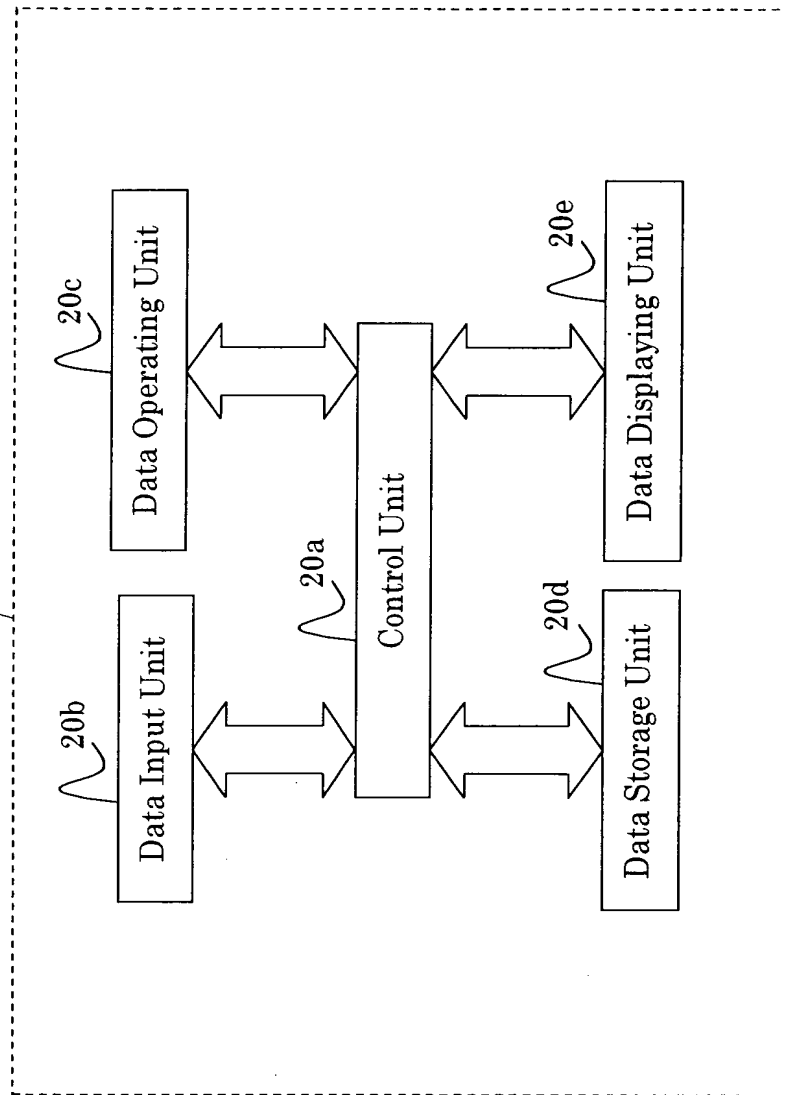 20b
Data Input Unit
20c
Data Operating Unit
20a
Control Unit
20d
Data Storage Unit
20e
Data Displaying Unit